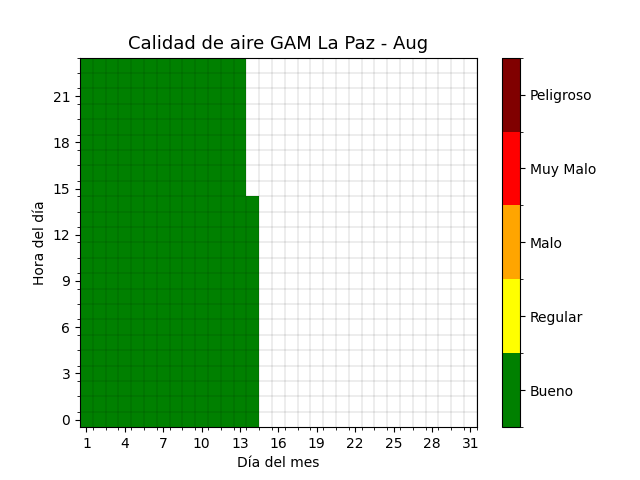 Calidad de aire GAM La Paz - Aug
Hora del día
21
18
15
12
9
6
3
0
1 4 7 10 13 16 19 22 25 28 31
Día del mes
Peligroso
Muy Malo
Malo
Regular
Bueno